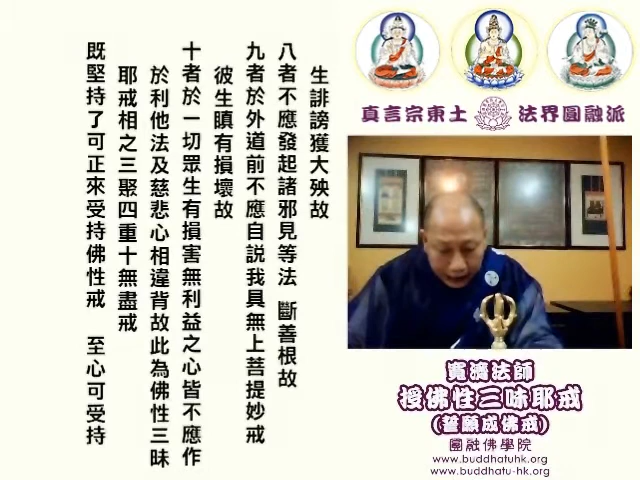 生誹謗獲大殃故
八者不應發起諸邪見等法 斷善根故
九者於外道前不應自説我具無上菩提妙戒
彼生瞋有損壞故
十者於一切眾生有損害無利益之心皆不應作
於利他法及慈悲心相違背故此為佛性三昧
耶戒相之三聚四重十無盡戒
既堅持了可正來受持佛性戒 至心可受持
真言宗東土 法界圓融派
寬濟法師
授佛性三昧耶戒
(誓願成佛戒)
圓融佛學院
www.buddhatuhk.org
www.buddhatu-hk.org